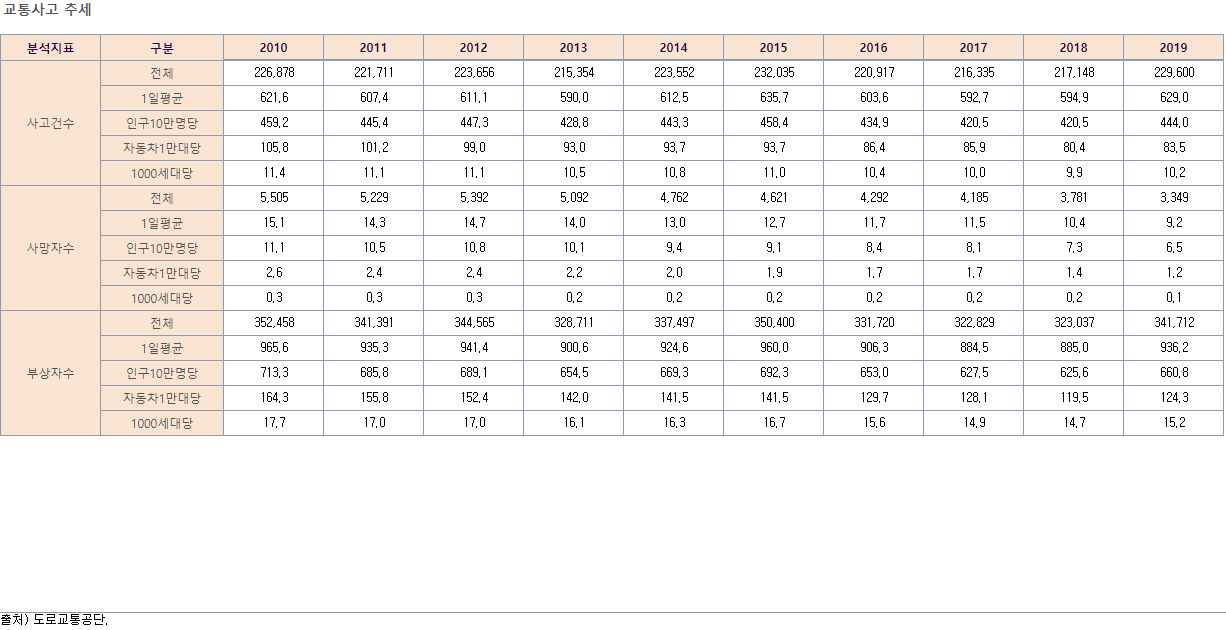 교통사고 추세
분석지표 구분 2010 2011 2012 2013 2014 2015 2016 2017 2018 2019
사고건수 전체 226,878 221,711 223,656 215,354 223,552 232,035 220,917 216,335 217,148 229,600
1일평균 621.6 607.4 611.1 590.0 612.5 635.7 603.6 592.7 594.9 629.0
인구10만명당 459.2 445.4 447.3 428.8 443.3 458.4 434.9 420.5 420.5 444.0
자동차1만대당 105.8 101.2 99.0 93.0 93.7 93.7 86.4 85.9 80.4 83.5
1000세대당 11.4 11.1 11.1 10.5 10.8 11.0 10.4 10.0 9.9 10.2
사망자수 전체 5,505 5,229 5,392 5,092 4,762 4,621 4,292 4,185 3,781 3,349
1일평균 15.1 14.3 14.7 14.0 13.0 12.7 11.7 11.5 10.4 9.2
인구10만명당 11.1 10.5 10.8 10.1 9.4 9.1 8.4 8.1 7.3 6.5
자동차1만대당 2.6 2.4 2.4 2.2 2.0 1.9 1.7 1.7 1.4 1.2
1000세대당 0.3 0.3 0.3 0.2 0.2 0.2 0.2 0.2 0.2 0.1
부상자수 전체 352,458 341,391 344,565 328,711 337,497 350,400 331,720 322,829 323,037 341,712
1일평균 965.6 935.3 941.4 900.6 924.6 960.0 906.3 884.5 885.0 936.2
인구10만명당 713.3 685.8 689.1 654.5 669.3 692.3 653.0 627.5 625.6 660.8
자동차1만대당 164.3 155.8 152.4 142.0 141.5 141.5 129.7 128.1 119.5 124.3
1000세대당 17.7 17.0 17.0 16.1 16.3 16.7 15.6 14.9 14.7 15.2
출처) 도로교통공단.